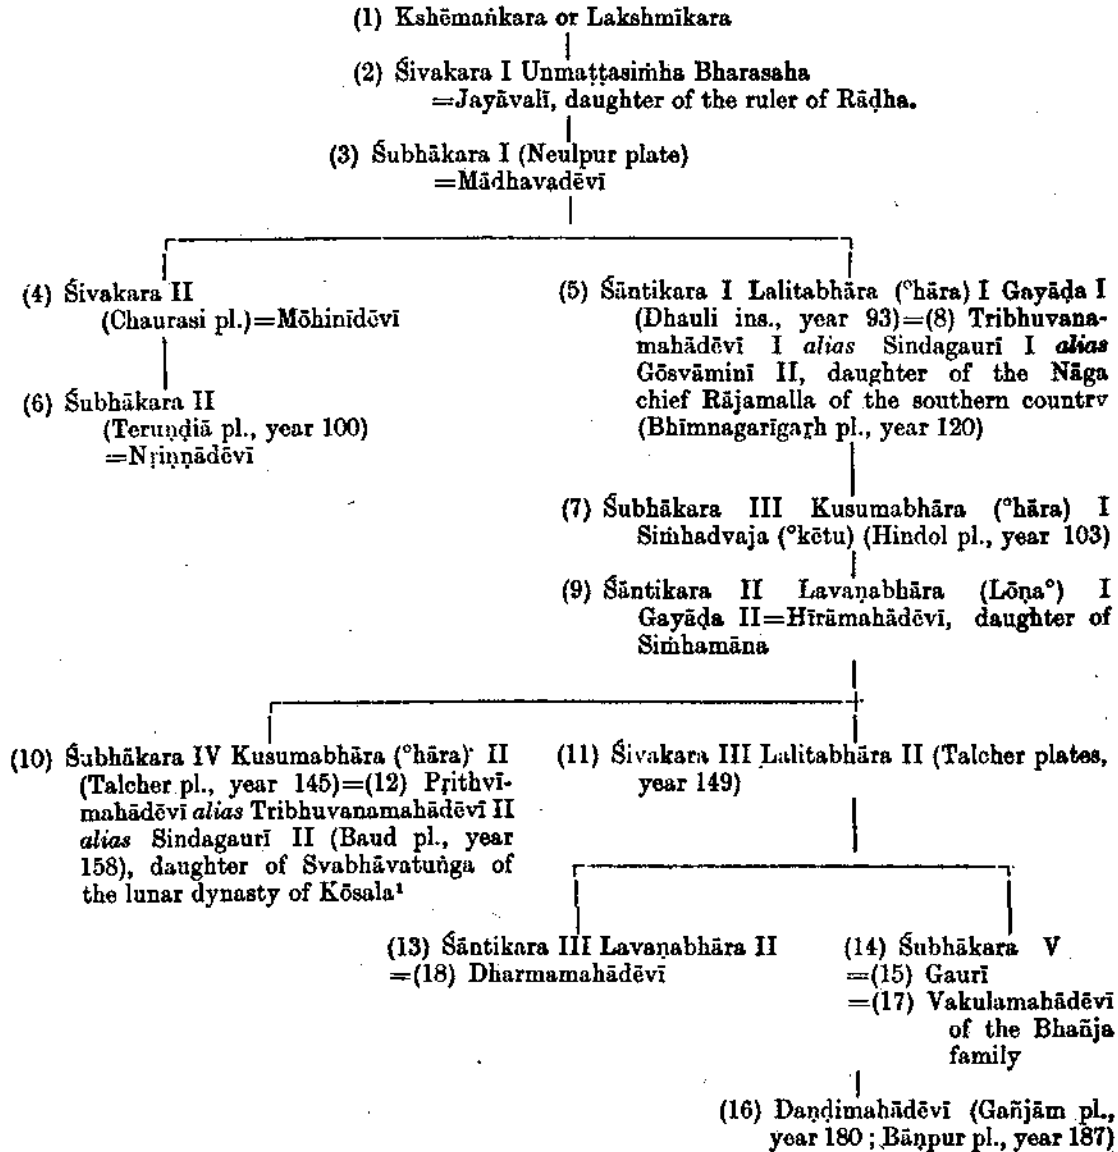 (1) Kshēmaṅkara or Lakshmīkara
(2) Śivakara I Unmaṭṭasiṁha Bharasaha
=Jayāvalī, daughter of the ruler of Rāḍha.
(3) Śubhākara I (Neulpur plate)
=Mādhavadēvī
(4) Śivakara II
(Chaurasi pl.)=Mōhinīdēvī
(6) Śubhākara II
(Teruṇḍiā pl., year 100)
=Nṛiṇṇādēvī
(5) Śāntikara I Lalitabhāra (°hāra) I Gayāḍa I
(Dhauli ins., year 93)=(8) Tribhuvana-
mahādēvī I alias Sindagaurī I alias
Gōsvāminī II, daughter of the Nāga
chief Rājamalla of the southern country
(Bhīmnagarīgaṛh pl., year 120)
(7) Śubhākara III Kusumabhāra (°hāra) I
Siṁhadvaja (°kētu) (Hindol pl., year 103)
(9) Śāntikara II Lavaṇabhāra (Lōṇa°) I
Gayāḍa II=Hīrāmahādēvī, daughter of
Siṁhamāna
(10) Śubhākara IV Kusumabhāra (°hāra) II
(Talcher pl., year 145)=(12) Pṛithvī-
mahādēvī alias Tribhuvanamahādēvī II
alias Sindagaurī II (Baud pl., year
158), daughter of Svabhāvatuṅga of
the lunar dynasty of Kōsala¹
(11) Śivakara III Lalitabhāra II (Talcher plates,
year 149)
(13) Śāntikara III Lavaṇabhāra II
=(18) Dharmamahādēvī
(14) Śubhākara V
=(15) Gaurī
=(17) Vakulamahādēvī
of the Bhañja
family
(16) Daṇḍimahādēvī (Gañjām pl.,
year 180 ; Bāṇpur pl., year 187)